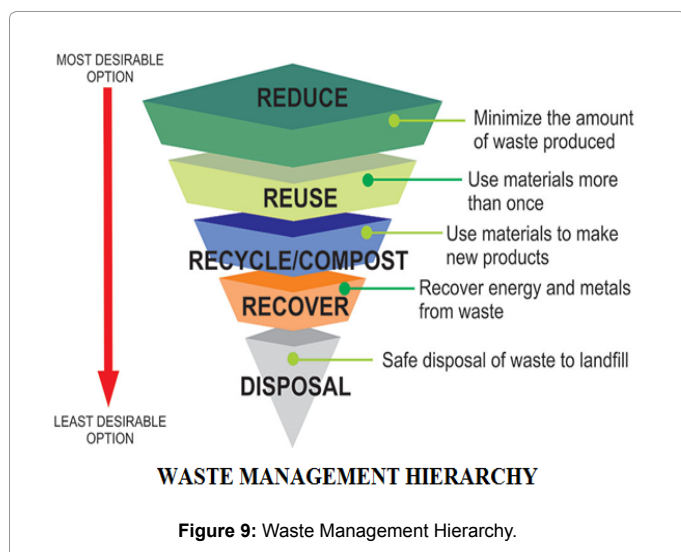 MOST DESIRABLE
OPTION
REDUCE
Minimize the amount
of waste produced
REUSE
Use materials more
than once
RECYCLE/COMPOST
Use materials to make
new products
RECOVER
Recover energy and metals
from waste
DISPOSAL
Safe disposal of waste to landfill
LEAST DESIRABLE
OPTION
WASTE MANAGEMENT HIERARCHY
Figure 9: Waste Management Hierarchy.